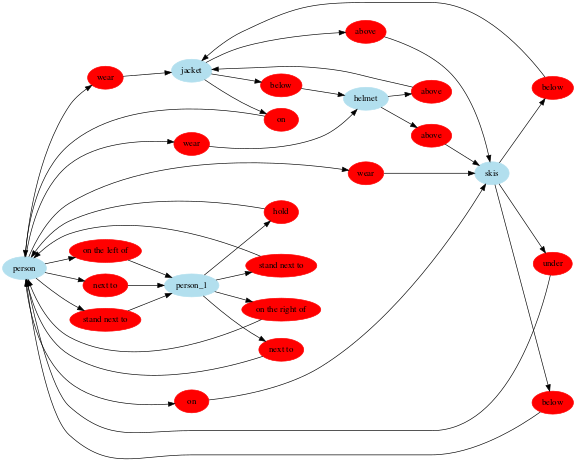 above
jacket
wear
below
below
above
helmet
on
above
wear
wear
skis
hold
on the left of
stand next to
under
person
next to
person_1
on the right of
stand next to
next to
on
below